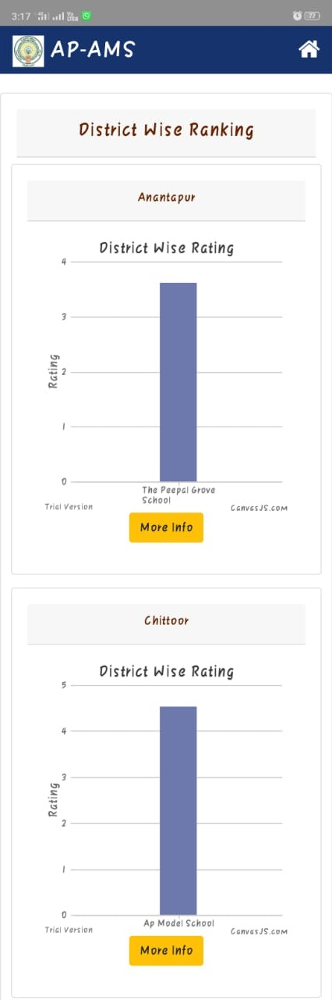 3:17
77
AP-AMS
District Wise Ranking
Anantapur
District Wise Rating
4
3
2
1
0
Rating
The Peepal Grove
School
Trial Version
CanvasJS.com
More Info
Chittoor
District Wise Rating
5
4
3
2
1
0
Rating
Ap Model School
Trial Version
CanvasJS.com
More Info